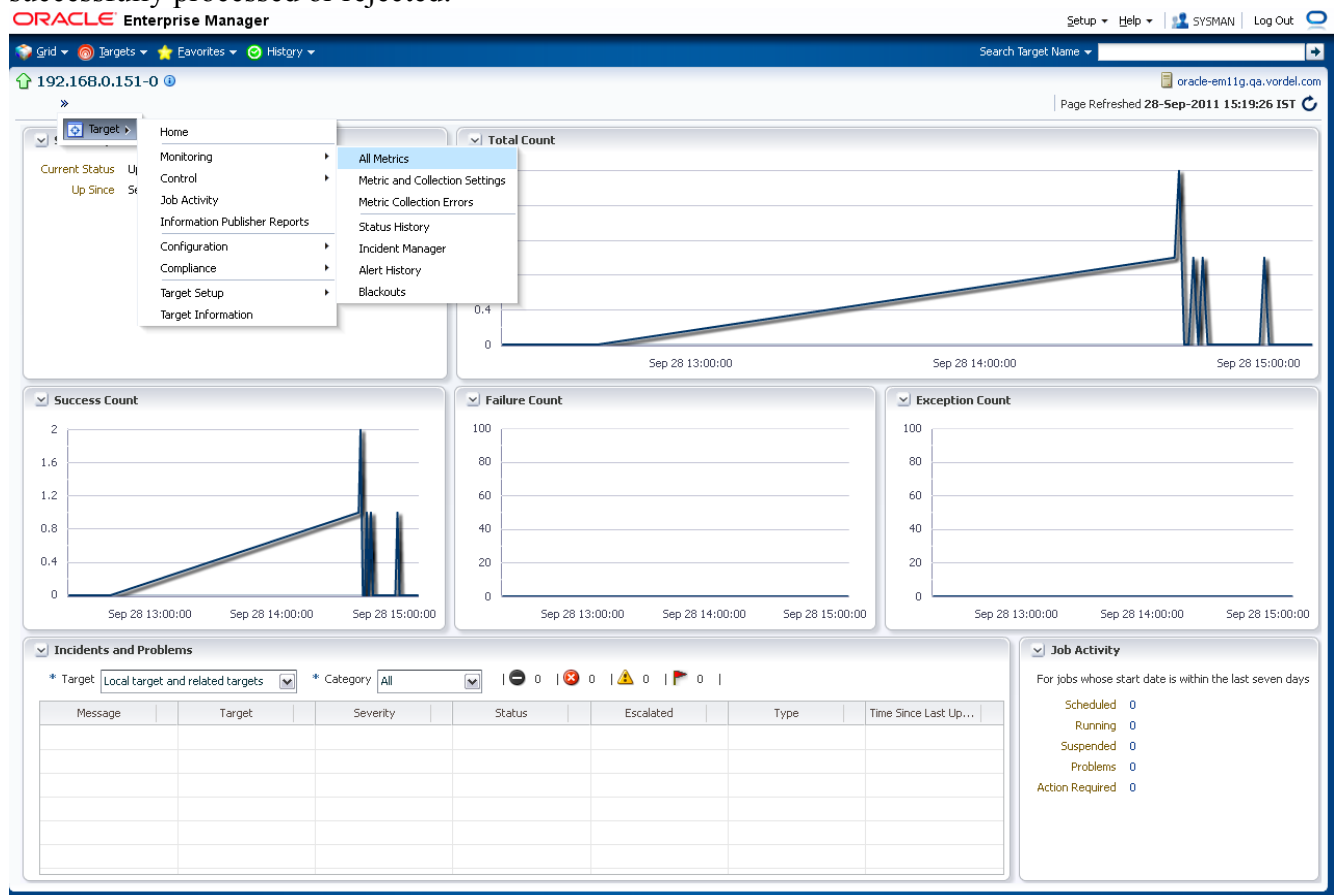 successfully processed or rejected.
ORACLE Enterprise Manager
Setup Help SYSMAN Log Out
Grid Targets Favorites History
Search Target Name
192.168.0.151-0
oracle-em11g.qa.vordel.com
»
Page Refreshed 28-Sep-2011 15:19:26 IST
Target
Home
Monitoring
Control
Job Activity
Information Publisher Reports
Configuration
Compliance
Target Setup
Target Information
All Metrics
Metric and Collection Settings
Metric Collection Errors
Status History
Incident Manager
Alert History
Blackouts
Current Status
Up Since
Total Count
0.4
0
Sep 28 13:00:00 Sep 28 14:00:00 Sep 28 15:00:00
Success Count
2
1.6
1.2
0.8
0.4
0
Sep 28 13:00:00 Sep 28 14:00:00 Sep 28 15:00:00
Failure Count
100
80
60
40
20
0
Sep 28 13:00:00 Sep 28 14:00:00 Sep 28 15:00:00
Exception Count
100
80
60
40
20
0
Sep 28 13:00:00 Sep 28 14:00:00 Sep 28 15:00:00
Incidents and Problems
* Target Local target and related targets * Category All | 0 | 0 | 0 | 0 |
Message Target Severity Status Escalated Type Time Since Last Up...
Job Activity
For jobs whose start date is within the last seven days
Scheduled 0
Running 0
Suspended 0
Problems 0
Action Required 0